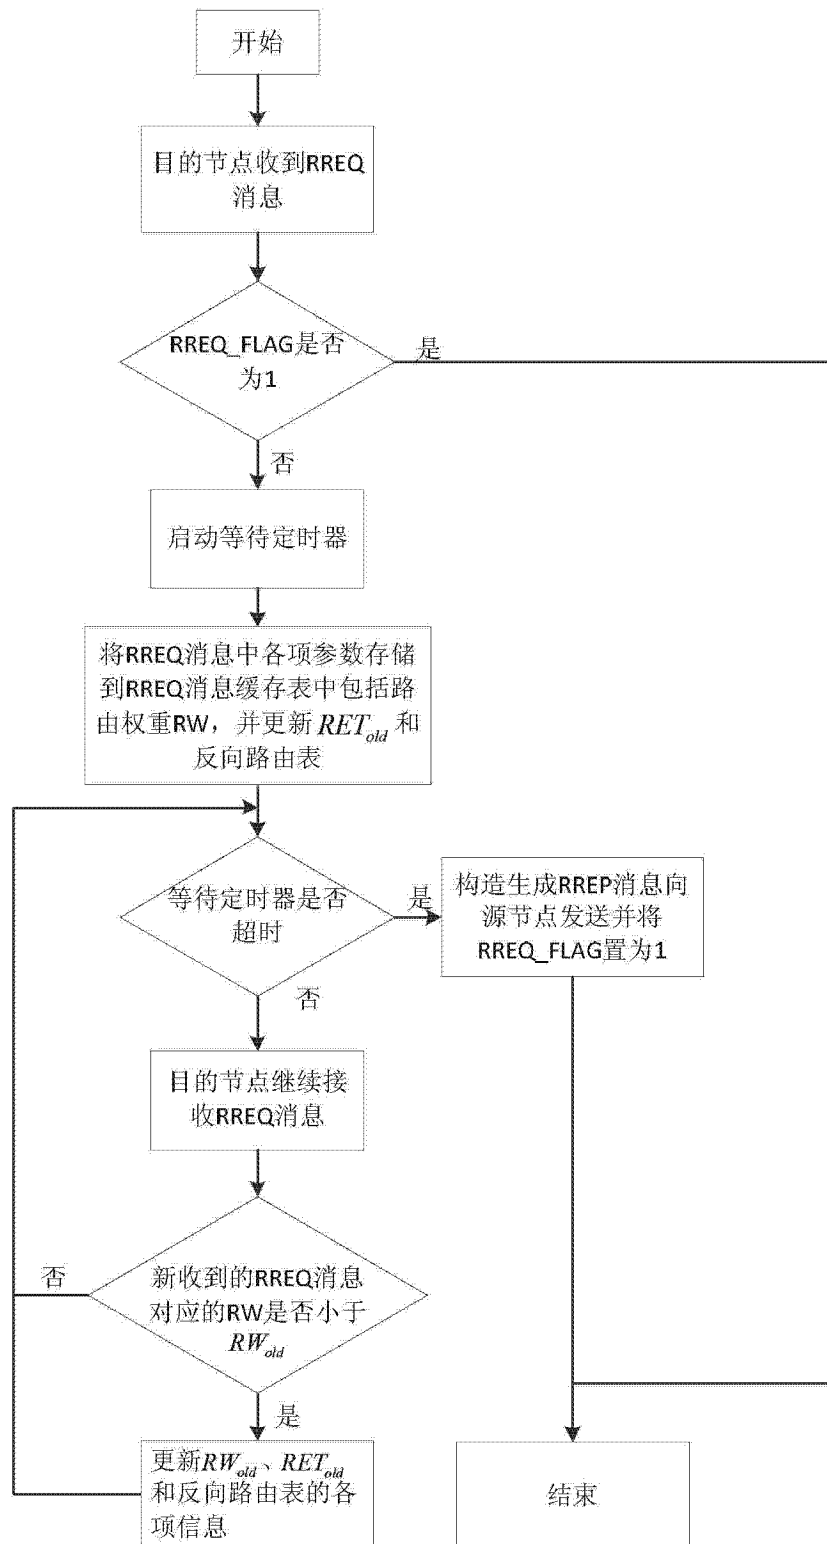 开始
目的节点收到RREQ
消息
RREQ_FLAG是否
为1
是
否
启动等待定时器
将RREQ消息中各项参数存储
到RREQ消息缓存表中包括路
由权重RW，并更新RET_old和
反向路由表
等待定时器是否
超时
是
构造生成RREP消息向
源节点发送并将
RREQ_FLAG置为1
否
目的节点继续接
收RREQ消息
新收到的RREQ消息
对应的RW是否小于
RW_old
否
是
更新RW_old、RET_old
和反向路由表的各
项信息
结束